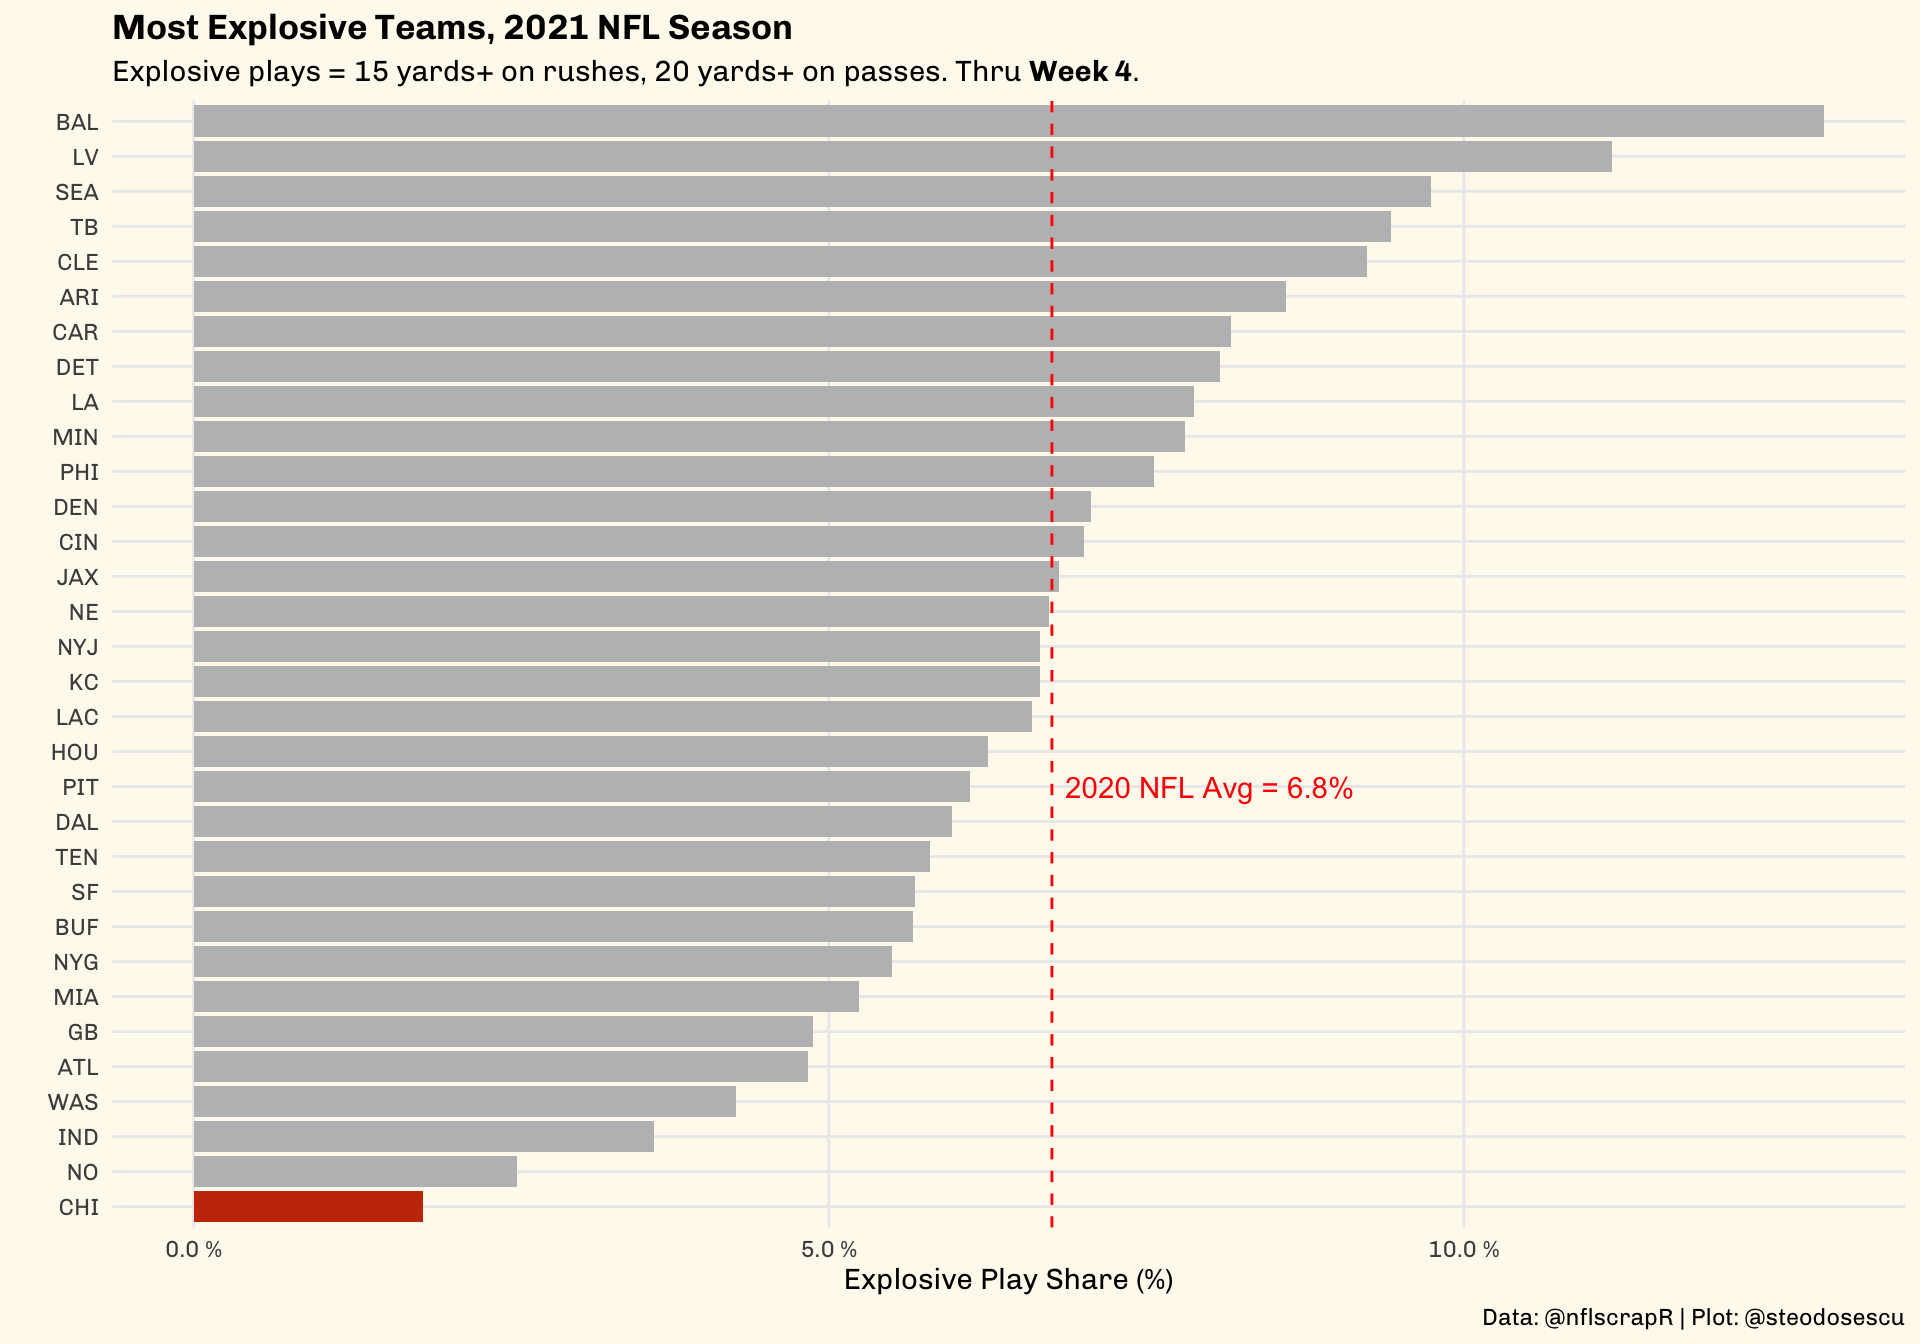 Most Explosive Teams, 2021 NFL Season
Explosive plays = 15 yards+ on rushes, 20 yards+ on passes. Thru Week 4.
BAL
LV
SEA
TB
CLE
ARI
CAR
DET
LA
MIN
PHI
DEN
CIN
JAX
NE
NYJ
KC
LAC
HOU
PIT
2020 NFL Avg = 6.8%
DAL
TEN
SF
BUF
NYG
MIA
GB
ATL
WAS
IND
NO
CHI
0.0 % 5.0 % 10.0 %
Explosive Play Share (%)
Data: @nflscrapR | Plot: @steodosescu